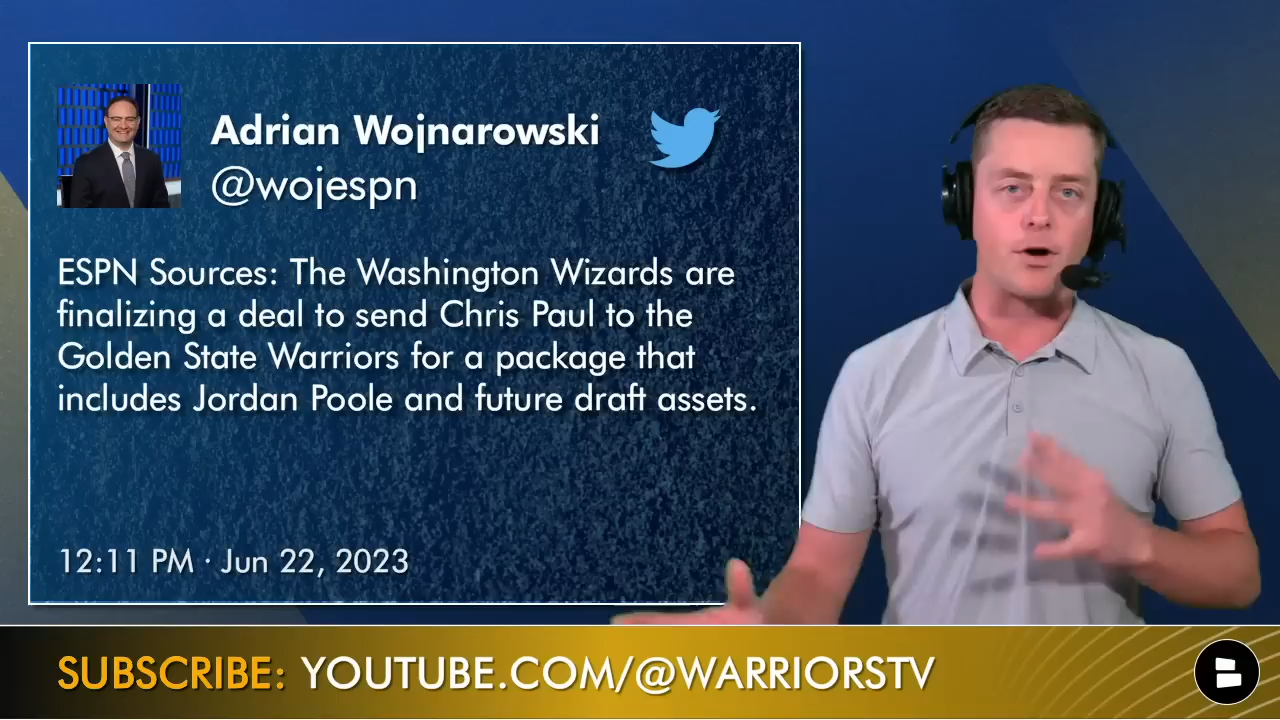 Adrian Wojnarowski
@wojespn
ESPN Sources: The Washington Wizards are
finalizing a deal to send Chris Paul to the
Golden State Warriors for a package that
includes Jordan Poole and future draft assets.
12:11 PM · Jun 22, 2023
SUBSCRIBE: YOUTUBE.COM/@WARRIORSTV